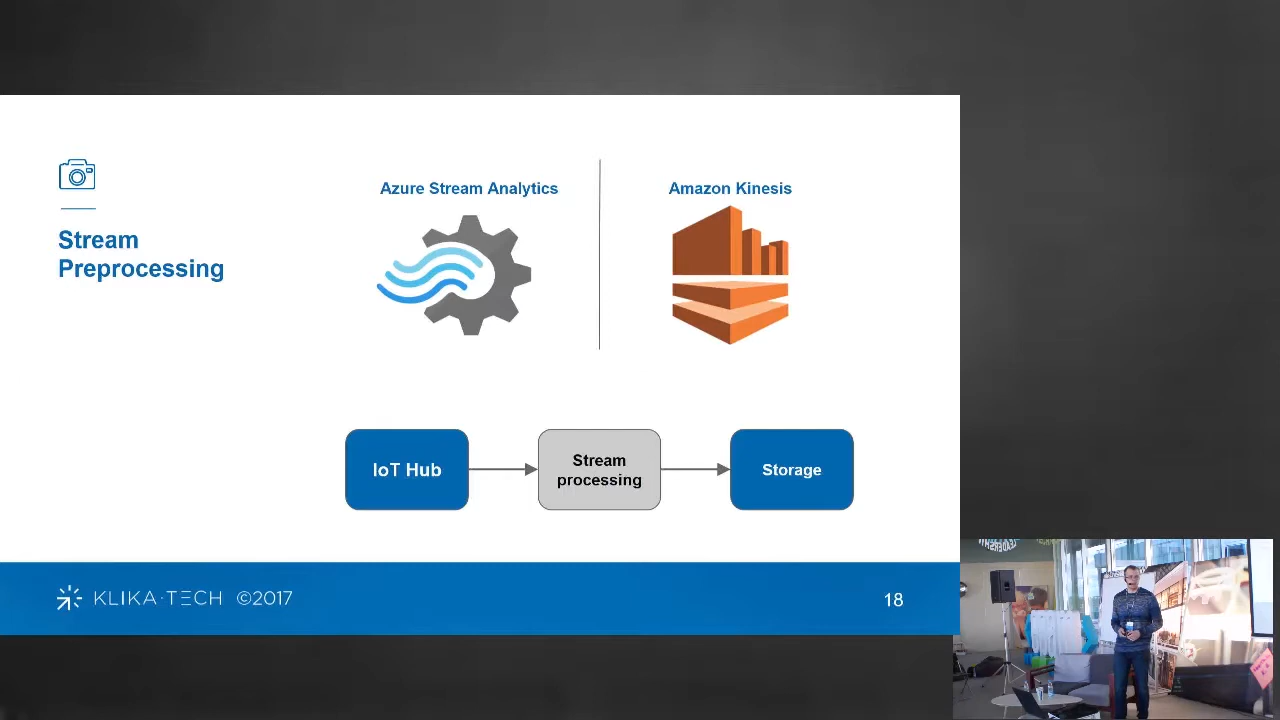 Stream
Preprocessing
Azure Stream Analytics
Amazon Kinesis
IoT Hub
Stream
processing
Storage
KLIKA·TECH ©2017
18